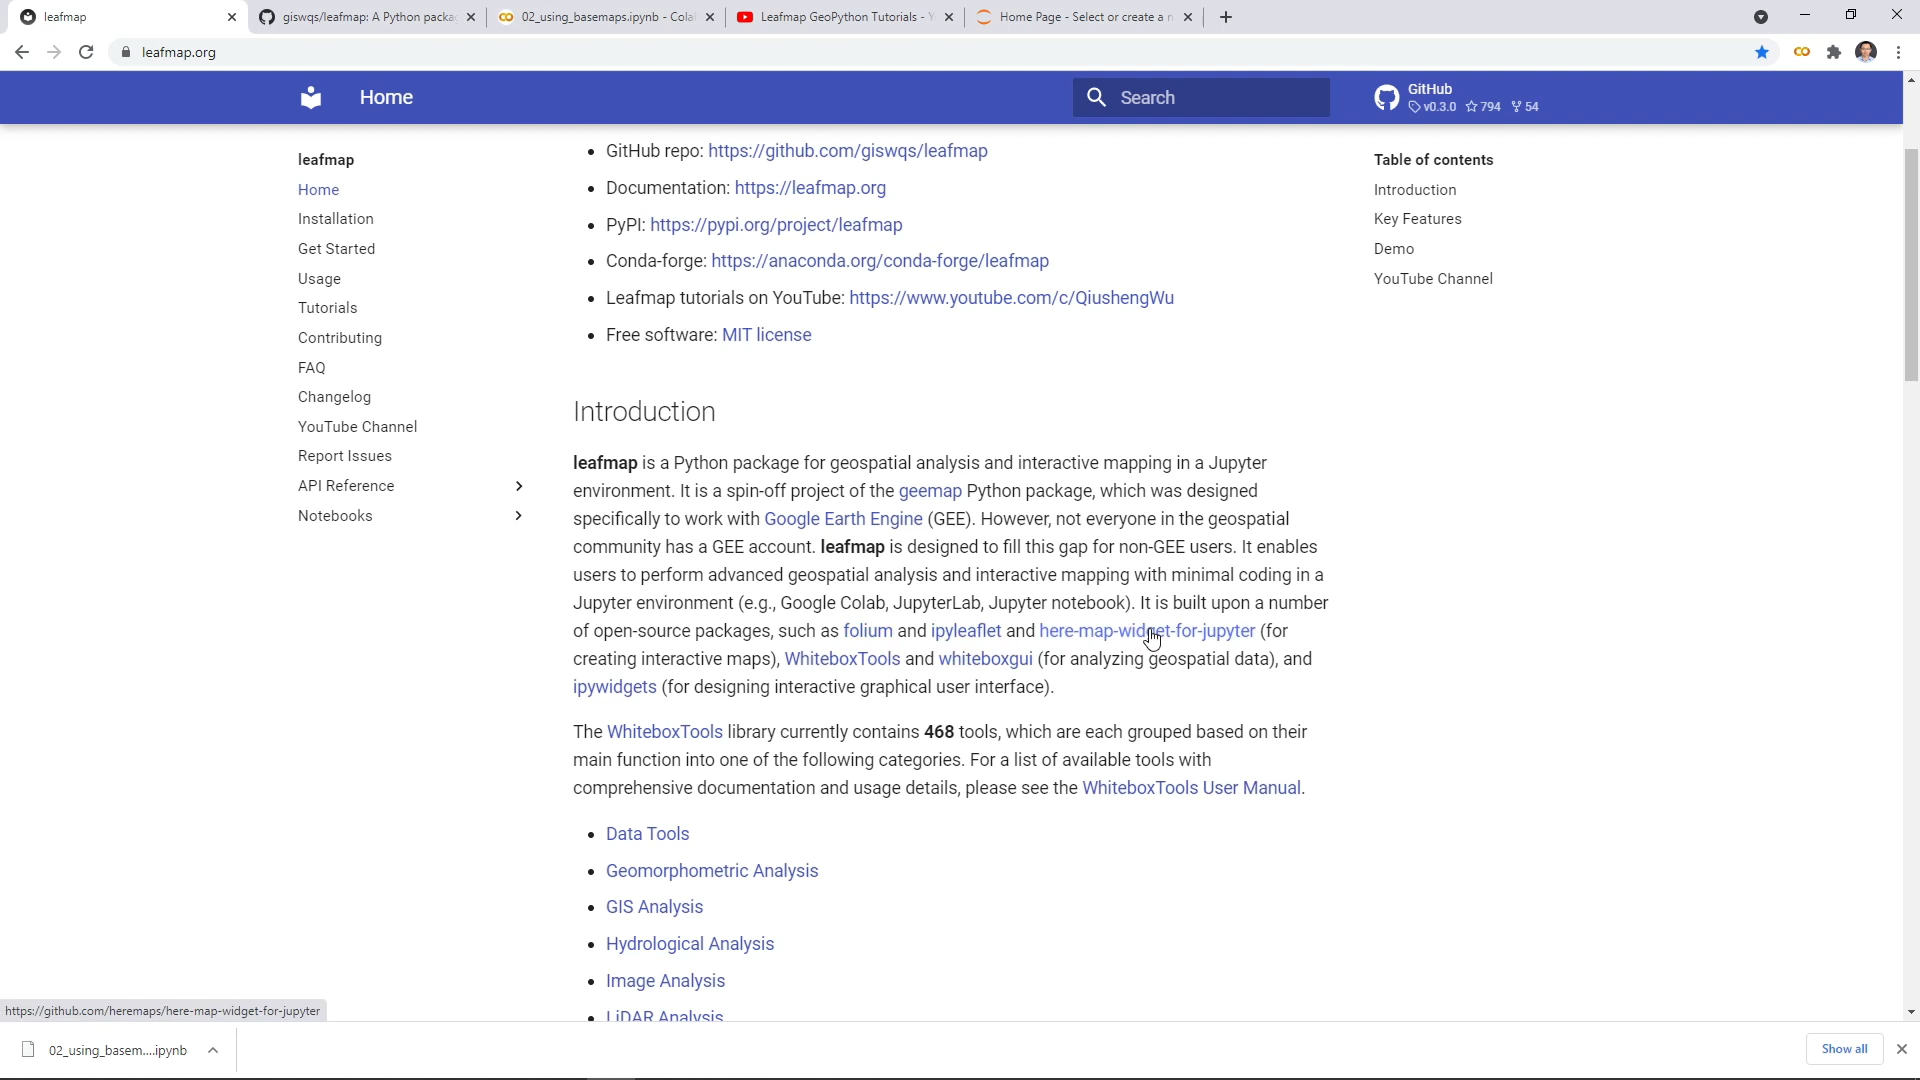 leafmap
giswqs/leafmap: A Python packa
02_using_basemaps.ipynb - Cola
Leafmap GeoPython Tutorials - Y
Home Page - Select or create a n
leafmap.org
Home
Search
GitHub
v0.3.0 794 54
leafmap
Home
Installation
Get Started
Usage
Tutorials
Contributing
FAQ
Changelog
YouTube Channel
Report Issues
API Reference
Notebooks
GitHub repo: https://github.com/giswqs/leafmap
Documentation: https://leafmap.org
PyPI: https://pypi.org/project/leafmap
Conda-forge: https://anaconda.org/conda-forge/leafmap
Leafmap tutorials on YouTube: https://www.youtube.com/c/QiushengWu
Free software: MIT license
Introduction
leafmap is a Python package for geospatial analysis and interactive mapping in a Jupyter
environment. It is a spin-off project of the geemap Python package, which was designed
specifically to work with Google Earth Engine (GEE). However, not everyone in the geospatial
community has a GEE account. leafmap is designed to fill this gap for non-GEE users. It enables
users to perform advanced geospatial analysis and interactive mapping with minimal coding in a
Jupyter environment (e.g., Google Colab, JupyterLab, Jupyter notebook). It is built upon a number
of open-source packages, such as folium and ipyleaflet and here-map-widget-for-jupyter (for
creating interactive maps), WhiteboxTools and whiteboxgui (for analyzing geospatial data), and
ipywidgets (for designing interactive graphical user interface).
The WhiteboxTools library currently contains 468 tools, which are each grouped based on their
main function into one of the following categories. For a list of available tools with
comprehensive documentation and usage details, please see the WhiteboxTools User Manual.
Data Tools
Geomorphometric Analysis
GIS Analysis
Hydrological Analysis
Image Analysis
LiDAR Analysis
Table of contents
Introduction
Key Features
Demo
YouTube Channel
https://github.com/heremaps/here-map-widget-for-jupyter
02_using_basem....ipynb
Show all